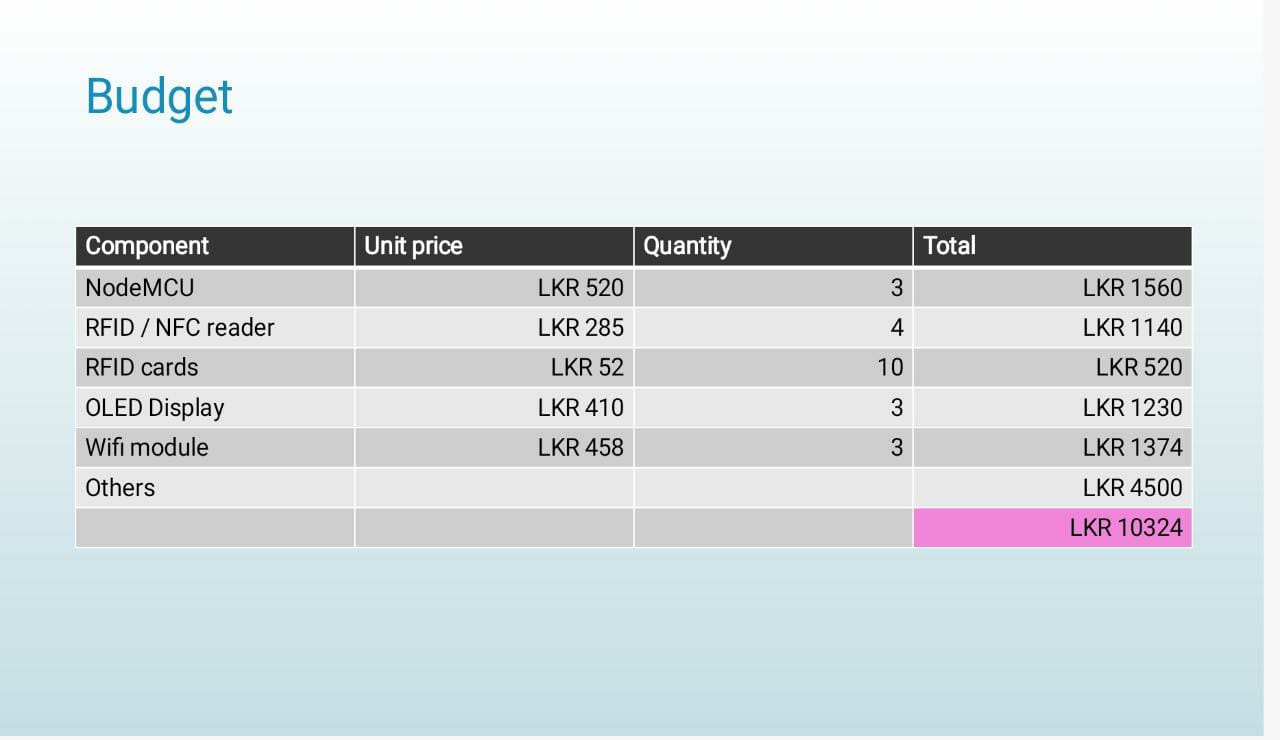 Budget
Component Unit price Quantity Total
NodeMCU LKR 520 3 LKR 1560
RFID / NFC reader LKR 285 4 LKR 1140
RFID cards LKR 52 10 LKR 520
OLED Display LKR 410 3 LKR 1230
Wifi module LKR 458 3 LKR 1374
Others LKR 4500
LKR 10324